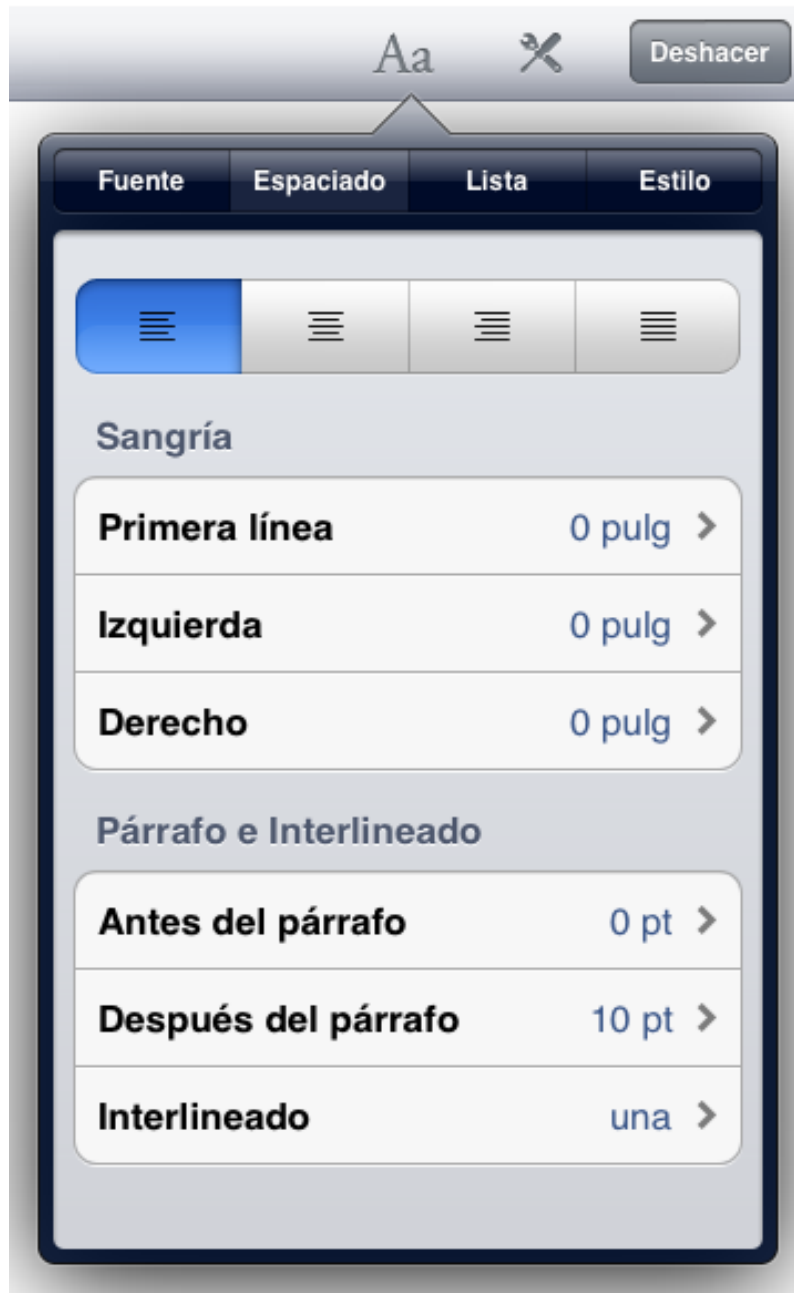 Aa
Deshacer
Fuente Espaciado Lista Estilo
Sangría
Primera línea 0 pulg
Izquierda 0 pulg
Derecho 0 pulg
Párrafo e Interlineado
Antes del párrafo 0 pt
Después del párrafo 10 pt
Interlineado una